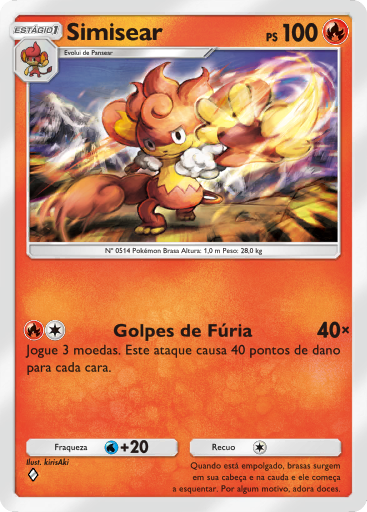 ESTÁGIO 1
Simisear
PS 100
Evolui de Pansear
Nº 0514 Pokémon Brasa Altura: 1,0 m Peso: 28,0 kg
Golpes de Fúria 40×
Jogue 3 moedas. Este ataque causa 40 pontos de dano
para cada cara.
Fraqueza +20
Recuo
Ilust. kirisAki
Quando está empolgado, brasas surgem
em sua cabeça e na cauda e ele começa
a esquentar. Por algum motivo, adora doces.